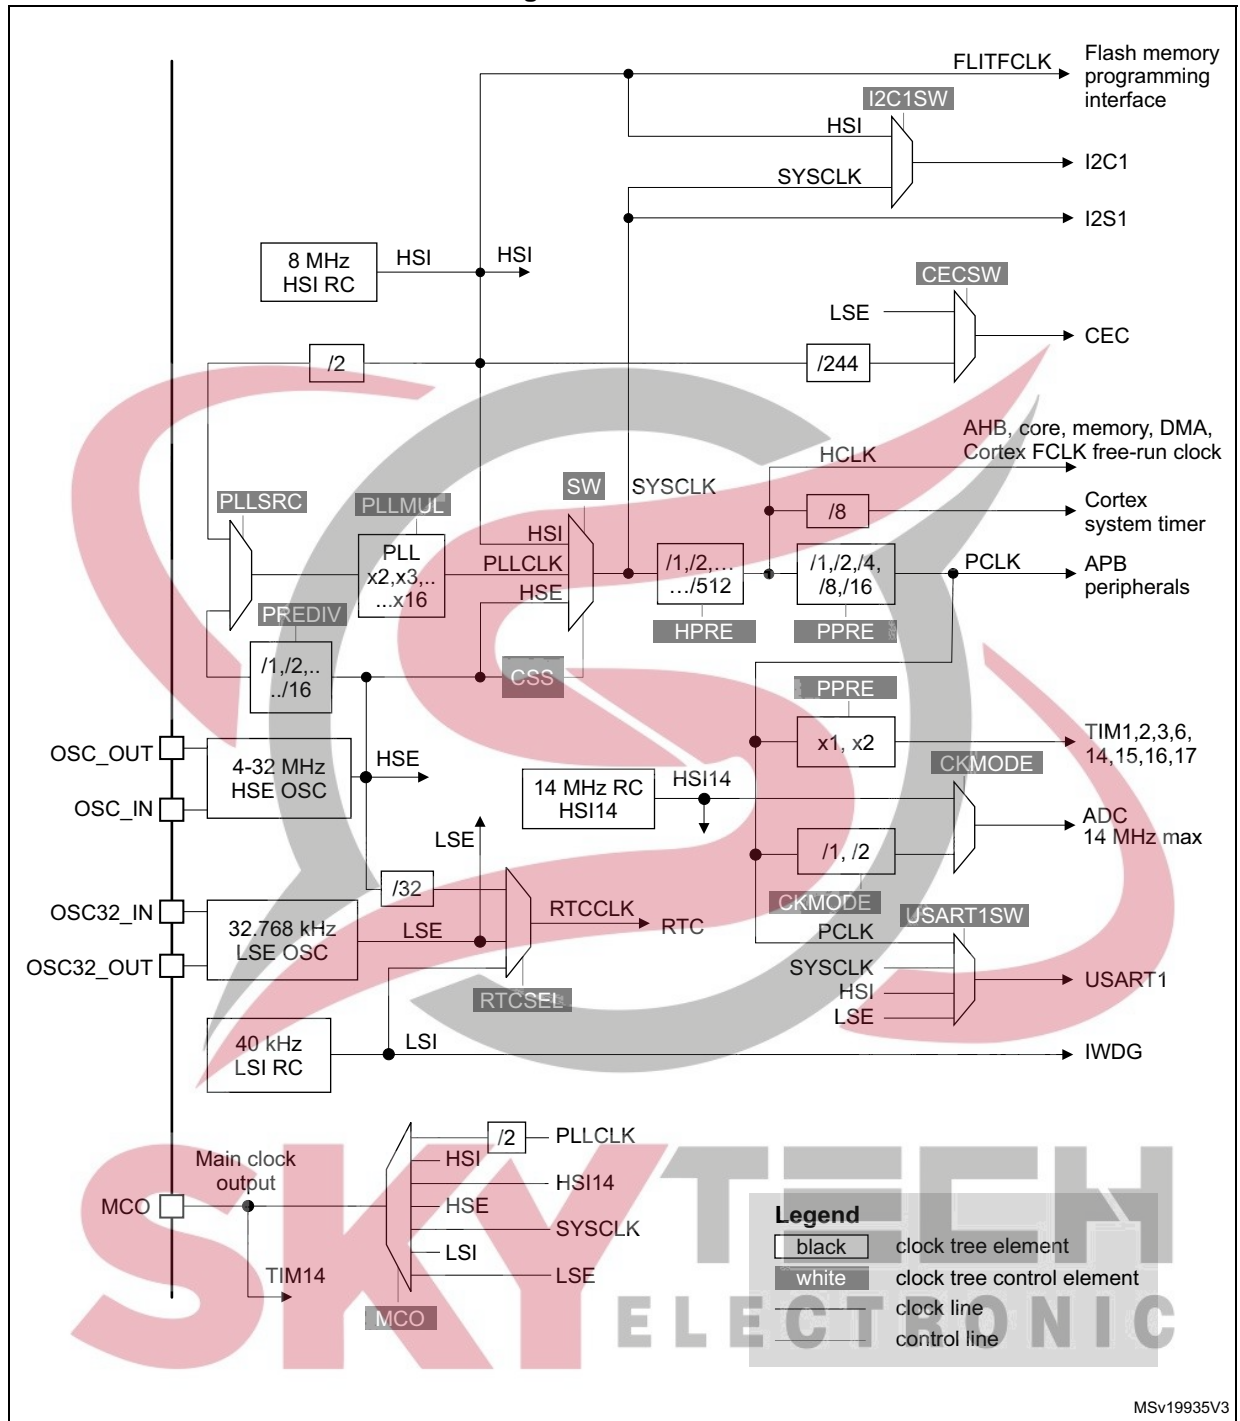 FLITFCLK
Flash memory
programming
interface
I2C1SW
HSI
I2C1
SYSCLK
I2S1
8 MHz
HSI RC
HSI
HSI
CECSW
LSE
CEC
/2
/244
AHB, core, memory, DMA,
Cortex FCLK free-run clock
HCLK
SW
SYSCLK
PLLSRC
PLLMUL
/8
Cortex
system timer
HSI
PLL
x2,x3,..
...x16
PLLCLK
HSE
/1,/2,...
.../512
/1,/2,/4,
/8,/16
PCLK
APB
peripherals
PREDIV
HPRE
PPRE
/1,/2,..
../16
CSS
PPRE
OSC_OUT
OSC_IN
4-32 MHz
HSE OSC
HSE
x1, x2
TIM1,2,3,6,
14,15,16,17
14 MHz RC
HSI14
HSI14
CKMODE
ADC
14 MHz max
LSE
/1, /2
/32
CKMODE
OSC32_IN
OSC32_OUT
32.768 kHz
LSE OSC
LSE
RTCCLK
RTC
USART1SW
PCLK
SYSCLK
HSI
LSE
USART1
RTCSEL
40 kHz
LSI RC
LSI
IWDG
/2
PLLCLK
Main clock
output
HSI
HSI14
MCO
HSE
SYSCLK
LSI
TIM14
LSE
MCO
Legend
black
clock tree element
white
clock tree control element
clock line
control line
SKYTECH
ELECTRONIC
MSv19935V3